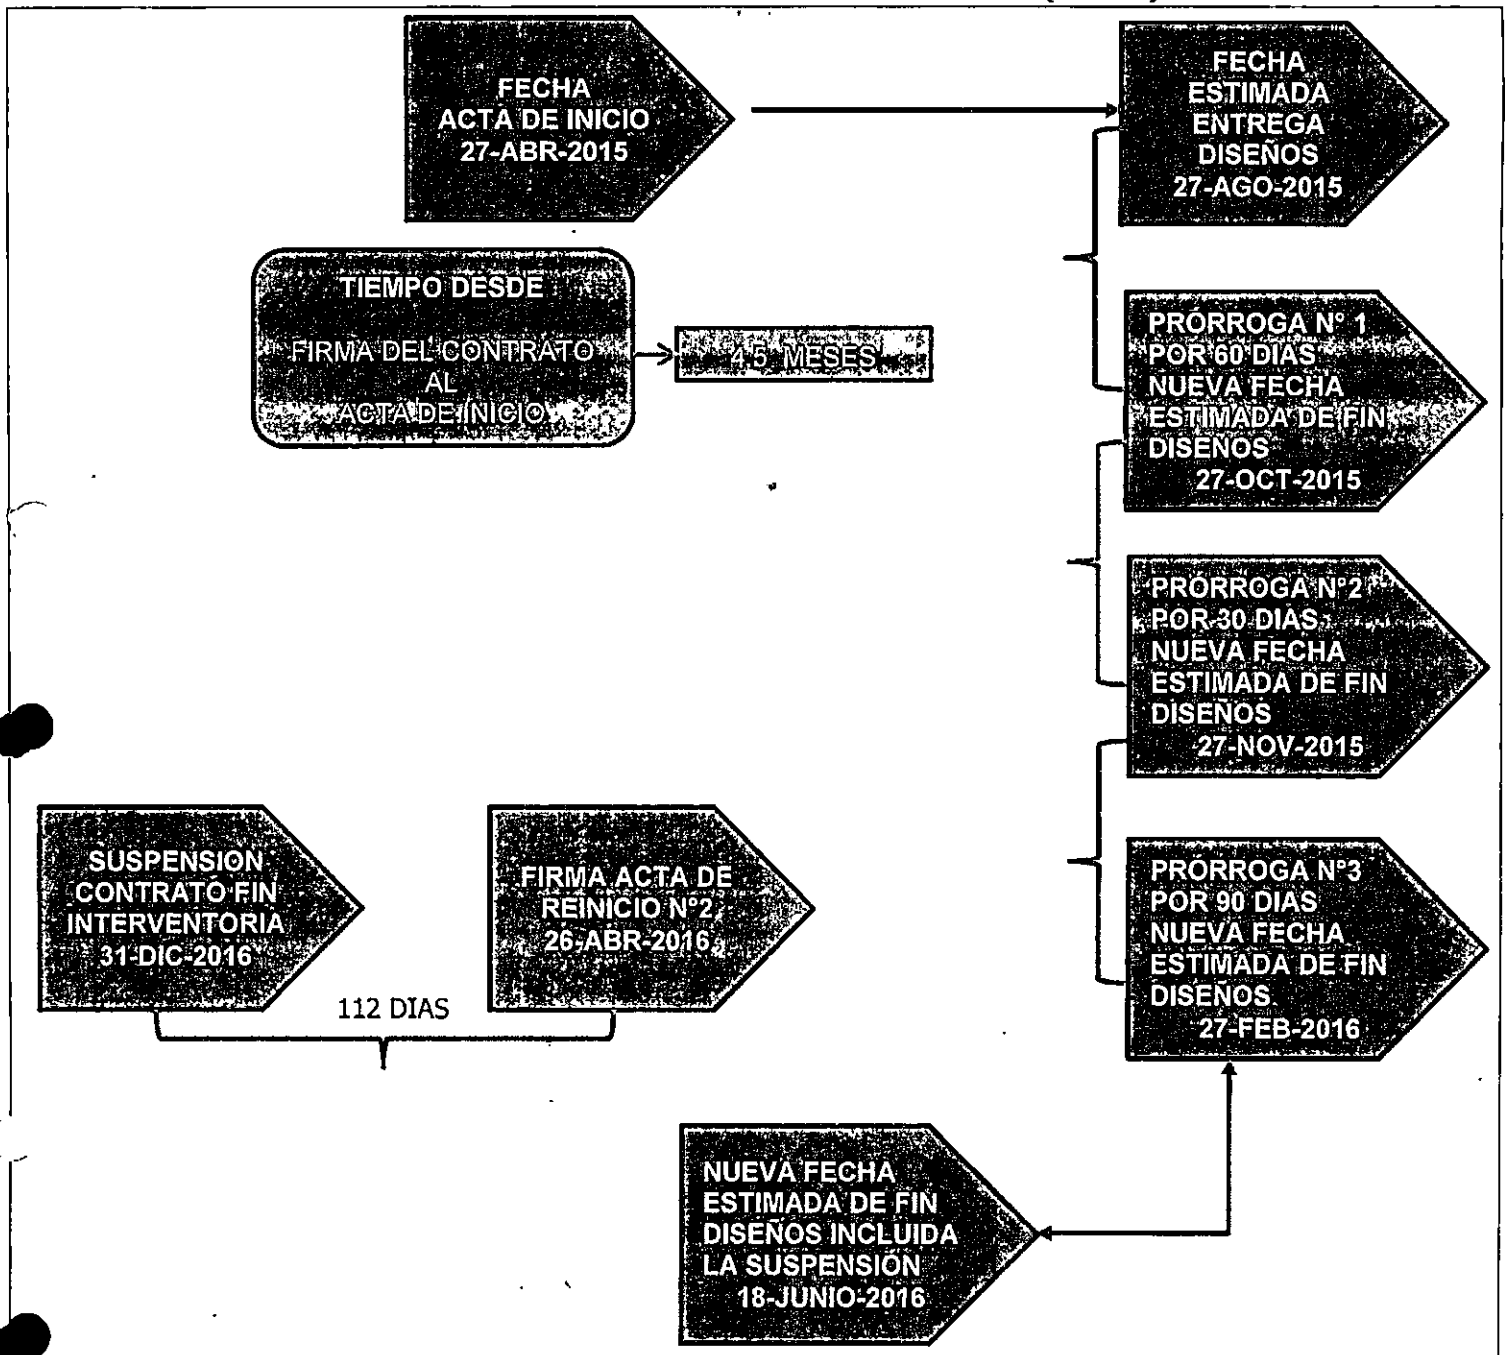 FECHA
ACTA DE INICIO
27-ABR-2015
FECHA
ESTIMADA
ENTREGA
DISEÑOS
27-AGO-2015
TIEMPO DESDE
FIRMA DEL CONTRATO
AL
ACTA DE INICIO
MESES
PRÓRROGA N° 1
POR 60 DIAS
NUEVA FECHA
ESTIMADA DE FIN
DISEÑOS
27-OCT-2015
PRÓRROGA N°2
POR 30 DIAS
NUEVA FECHA
ESTIMADA DE FIN
DISEÑOS
27-NOV-2015
SUSPENSION
CONTRATO FIN
INTERVENTORIA
31-DIC-2016
FIRMA ACTA DE
REINICIO N°2
26-ABR-2016
112 DIAS
PRÓRROGA N°3
POR 90 DIAS
NUEVA FECHA
ESTIMADA DE FIN
DISEÑOS
27-FEB-2016
NUEVA FECHA
ESTIMADA DE FIN
DISEÑOS INCLUIDA
LA SUSPENSIÓN
18-JUNIO-2016